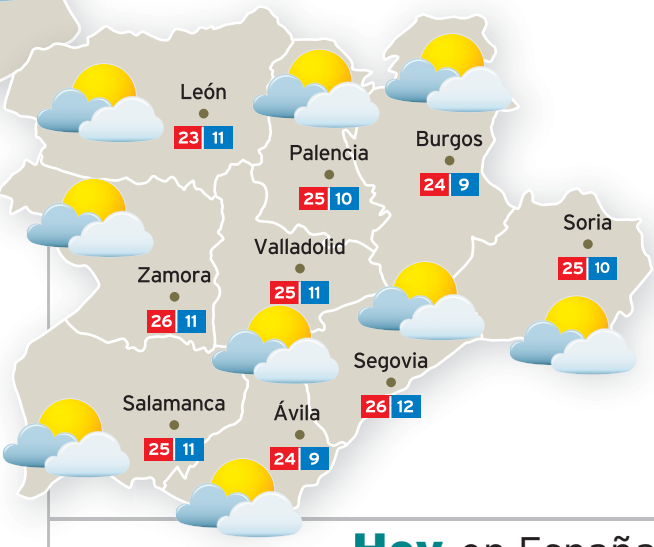 León
23 11
Palencia
25 10
Burgos
24 9
Soria
25 10
Valladolid
25 11
Zamora
26 11
Segovia
26 12
Salamanca
25 11
Ávila
24 9
Hoy en España